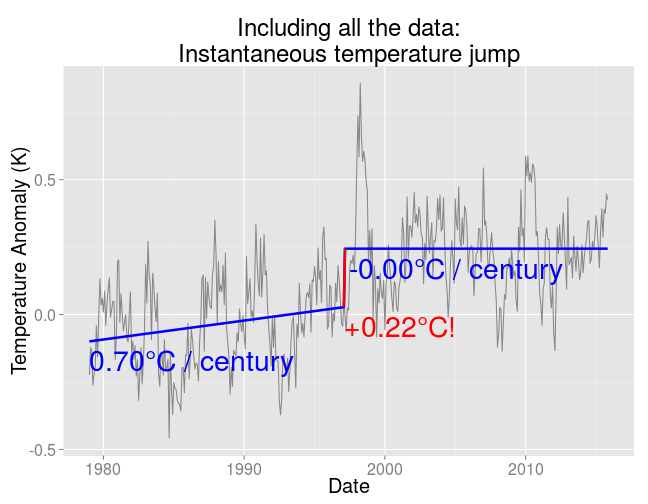 Including all the data:
Instantaneous temperature jump
Temperature Anomaly (K)
0.5
0.0
-0.5
-0.00°C / century
+0.22°C!
0.70°C / century
1980
1990
2000
2010
Date